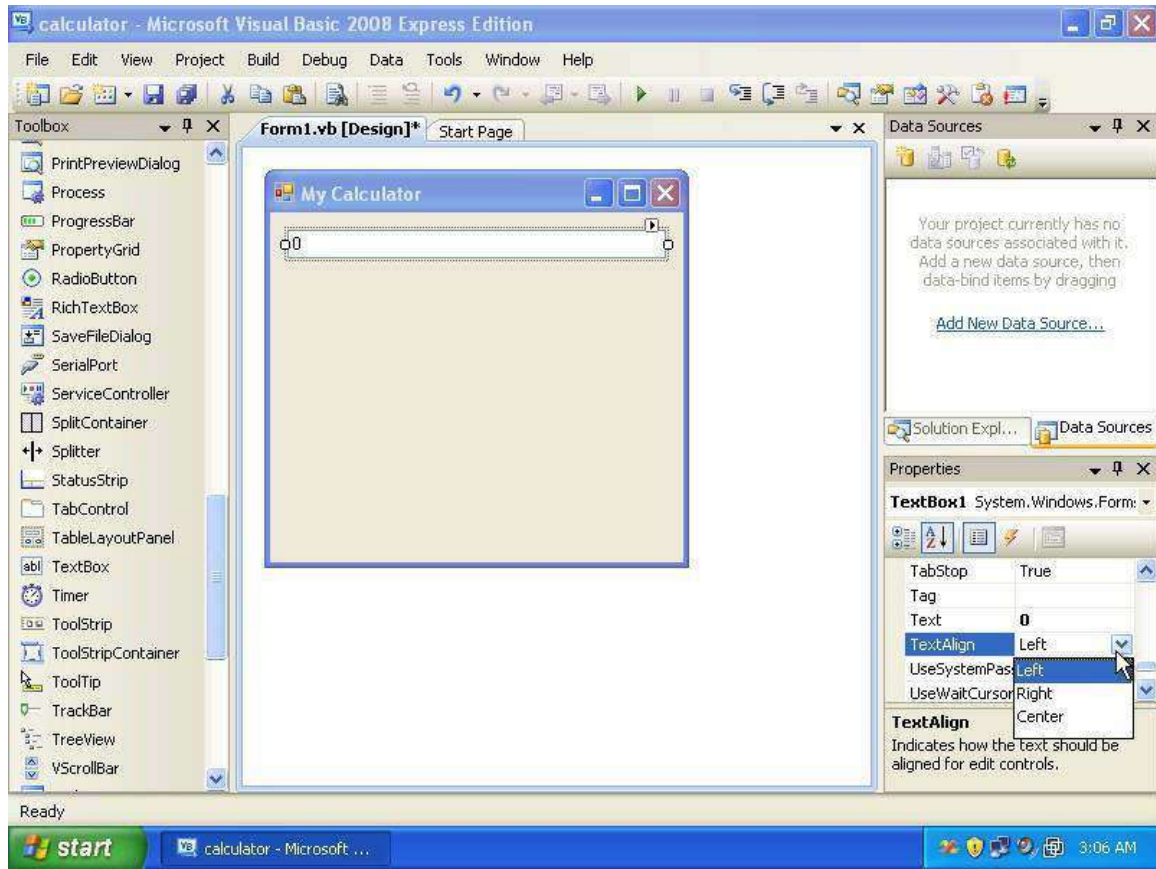 calculator - Microsoft Visual Basic 2008 Express Edition
File Edit View Project Build Debug Data Tools Window Help
Toolbox
Form1.vb [Design]* Start Page
Data Sources
PrintPreviewDialog
Process
ProgressBar
PropertyGrid
RadioButton
RichTextBox
SaveFileDialog
SerialPort
ServiceController
SplitContainer
Splitter
StatusStrip
TabControl
TableLayoutPanel
abl TextBox
Timer
ToolStrip
ToolStripContainer
ToolTip
TrackBar
TreeView
VScrollBar
My Calculator
0
Your project currently has no
data sources associated with it.
Add a new data source, then
data-bind items by dragging
Add New Data Source...
Solution Expl... Data Sources
Properties
TextBox1 System.Windows.Form
TabStop True
Tag
Text 0
TextAlign Left
UseSystemPas Left
UseWaitCursor Right
Center
TextAlign
Indicates how the text should be
aligned for edit controls.
Ready
start calculator - Microsoft ... 3:06 AM